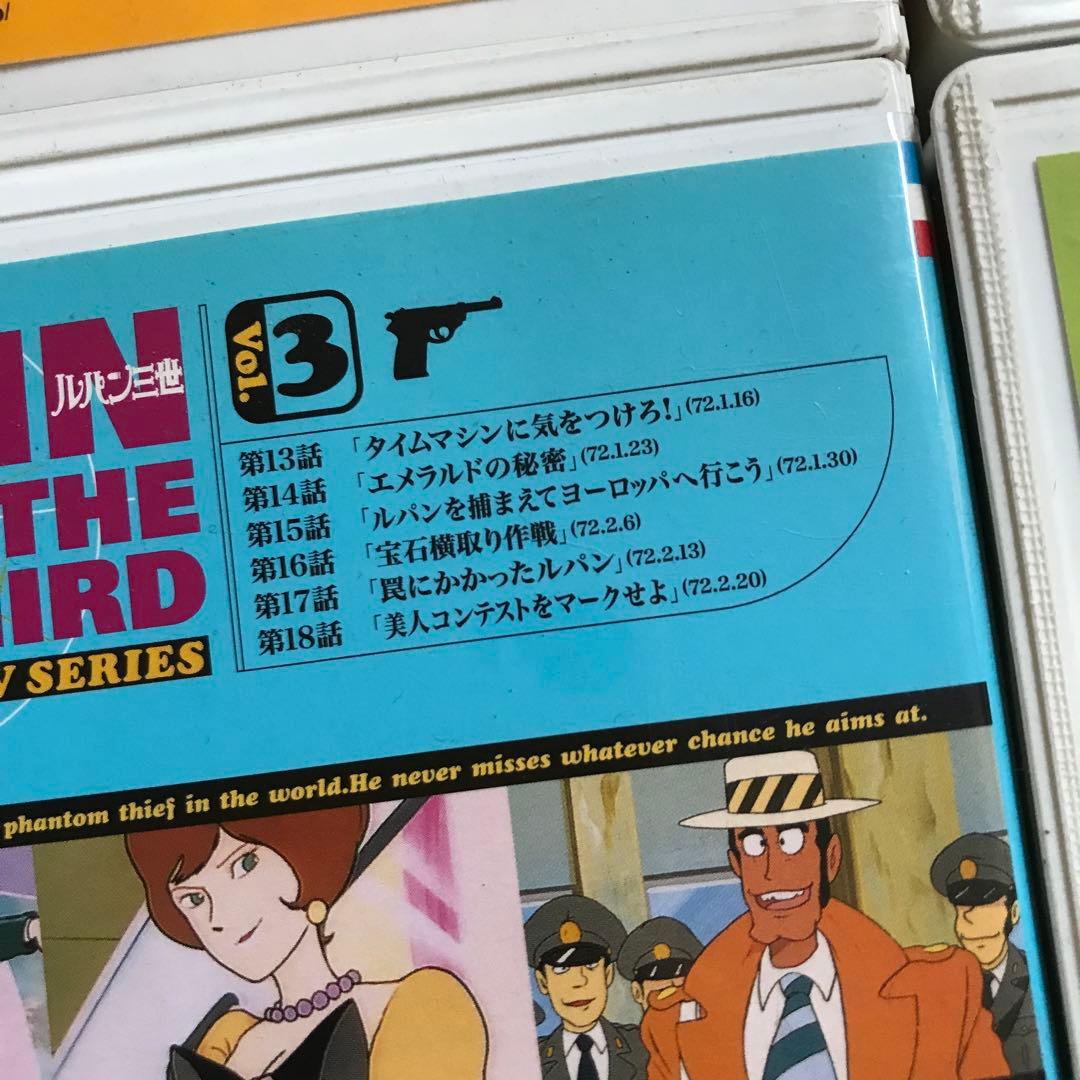 IN
ルパン三世
THE
HIRD
V SERIES
Vol. 3
第13話 「タイムマシンに気をつけろ!」(72.1.16)
第14話 「エメラルドの秘密」(72.1.23)
第15話 「ルパンを捕まえてヨーロッパへ行こう」(72.1.30)
第16話 「宝石横取り作戦」(72.2.6)
第17話 「罠にかかったルパン」(72.2.13)
第18話 「美人コンテストをマークせよ」(72.2.20)
phantom thief in the world.He never misses whatever chance he aims at.